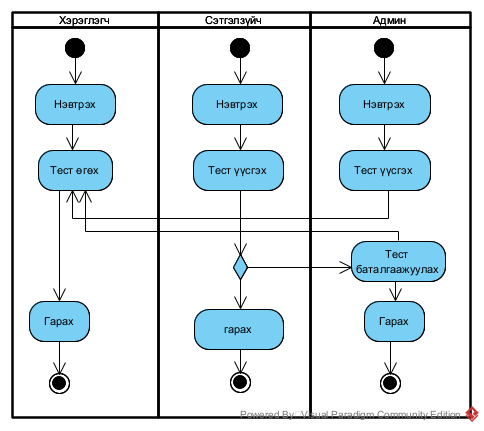 Хэрэглэгч
Сэтгэлзүйч
Админ
Нэвтрэх
Нэвтрэх
Нэвтрэх
Тест өгөх
Тест үүсгэх
Тест үүсгэх
Тест
баталгаажуулах
Гарах
гарах
Гарах
Powered By: Visual Paradigm Community Edition